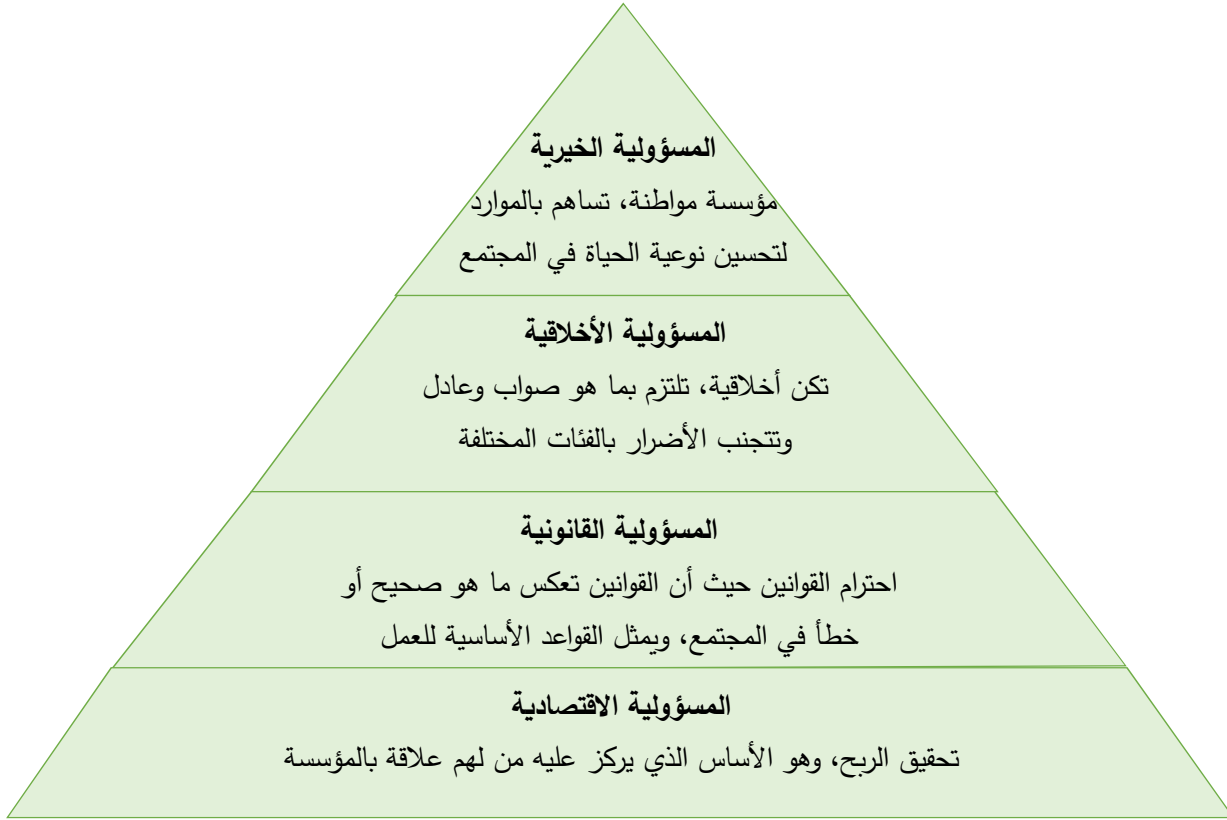 المسؤولية الخيرية
مؤسسة مواطنة، تساهم بالموارد
لتحسين نوعية الحياة في المجتمع
المسؤولية الأخلاقية
تكن أخلاقية، تلتزم بما هو صواب وعادل
وتتجنب الأضرار بالفئات المختلفة
المسؤولية القانونية
احترام القوانين حيث أن القوانين تعكس ما هو صحيح أو
خطأ في المجتمع، ويمثل القواعد الأساسية للعمل
المسؤولية الاقتصادية
تحقيق الربح، وهو الأساس الذي يركز عليه من لهم علاقة بالمؤسسة